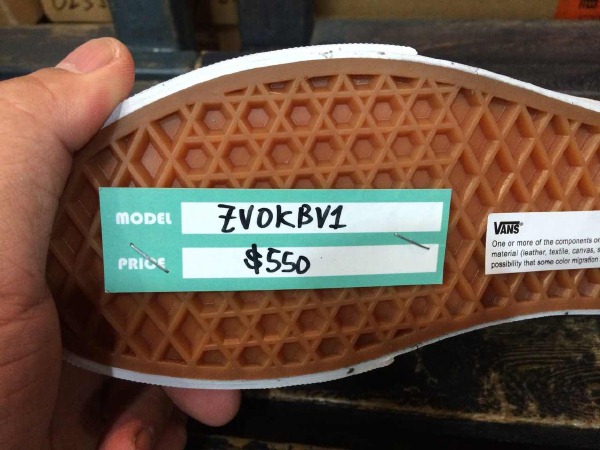 MODEL ZVOKBV1
PRICE $550
VANS
One or more of the components or
material (leather, textile, canvas, s
possibility that some color migration